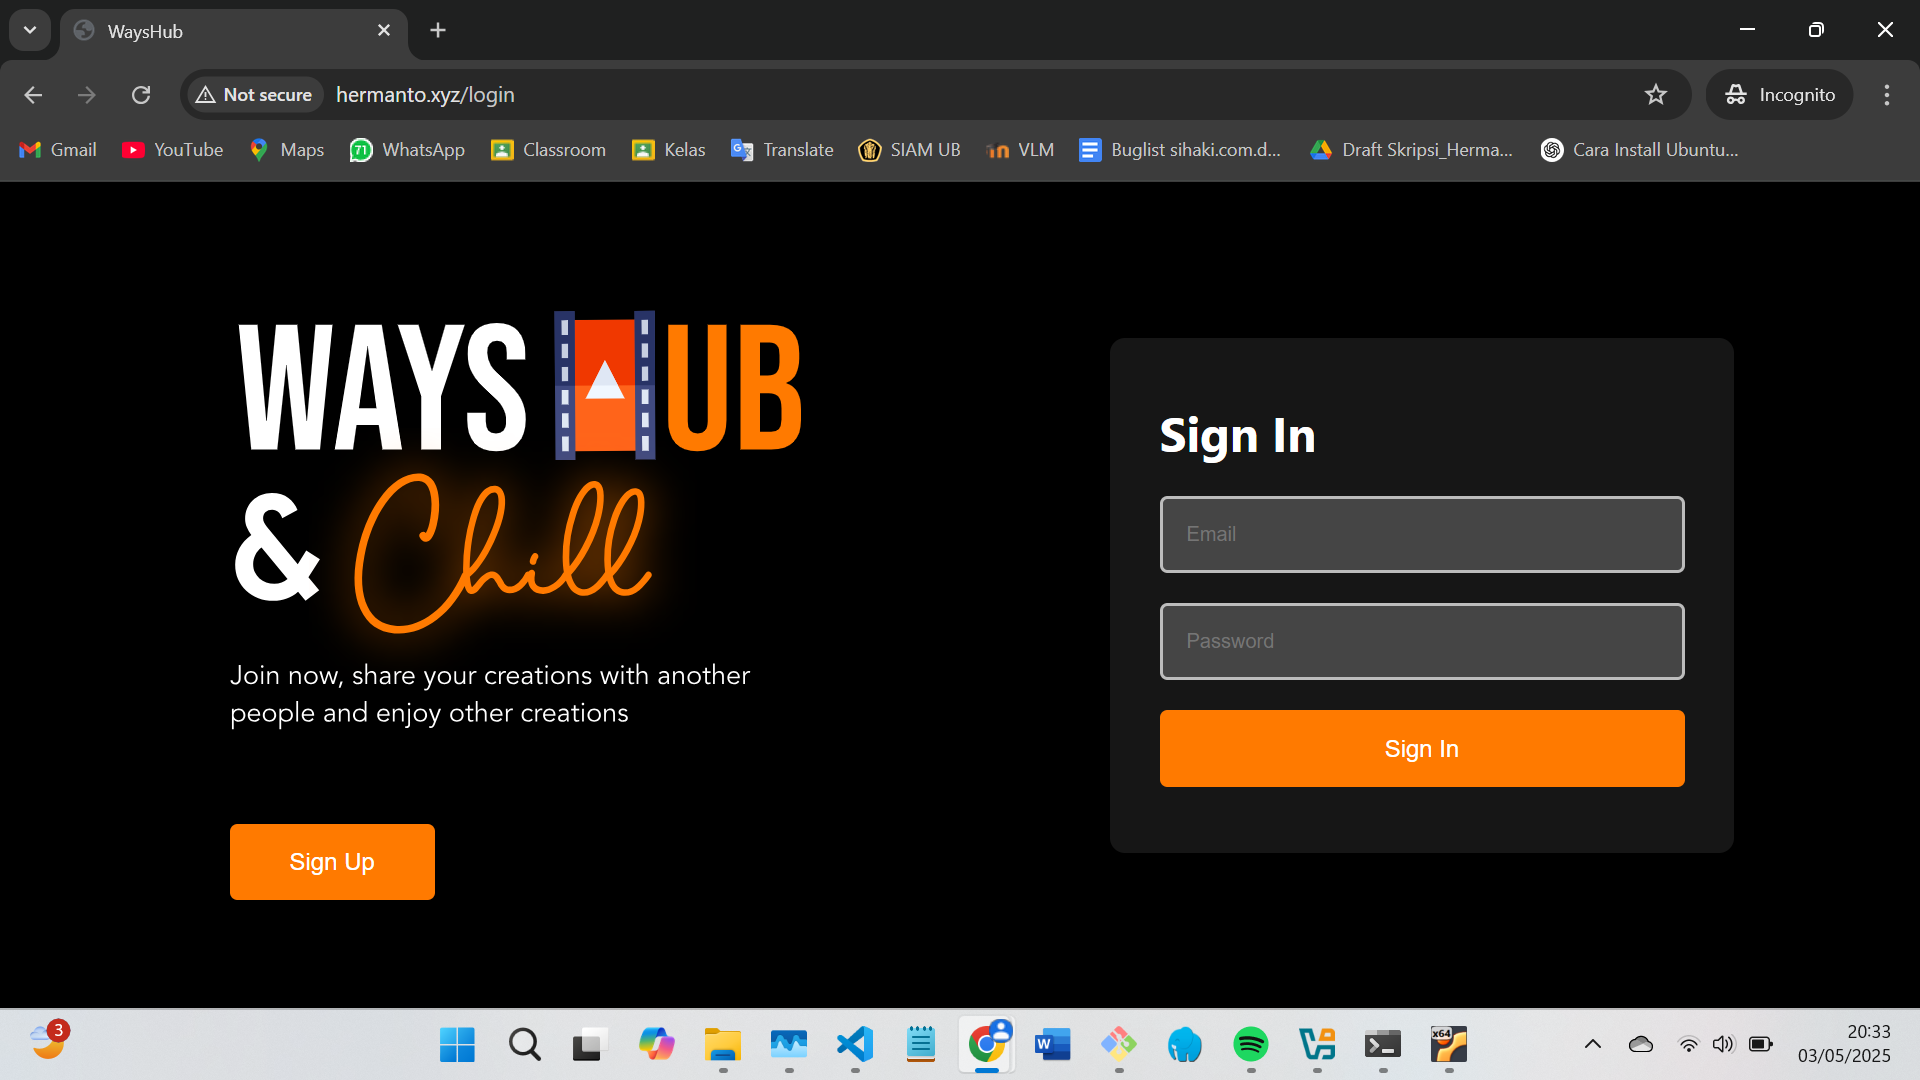 WaysHub
Not secure
hermanto.xyz/login
Incognito
Gmail
YouTube
Maps
71
WhatsApp
Classroom
Kelas
Translate
SIAM UB
VLM
Buglist sihaki.com.d...
Draft Skripsi_Herma...
Cara Install Ubuntu...
WAYS UB
& Chill
Join now, share your creations with another
people and enjoy other creations
Sign Up
Sign In
Email
Password
Sign In
3
W
x64
20:33
03/05/2025